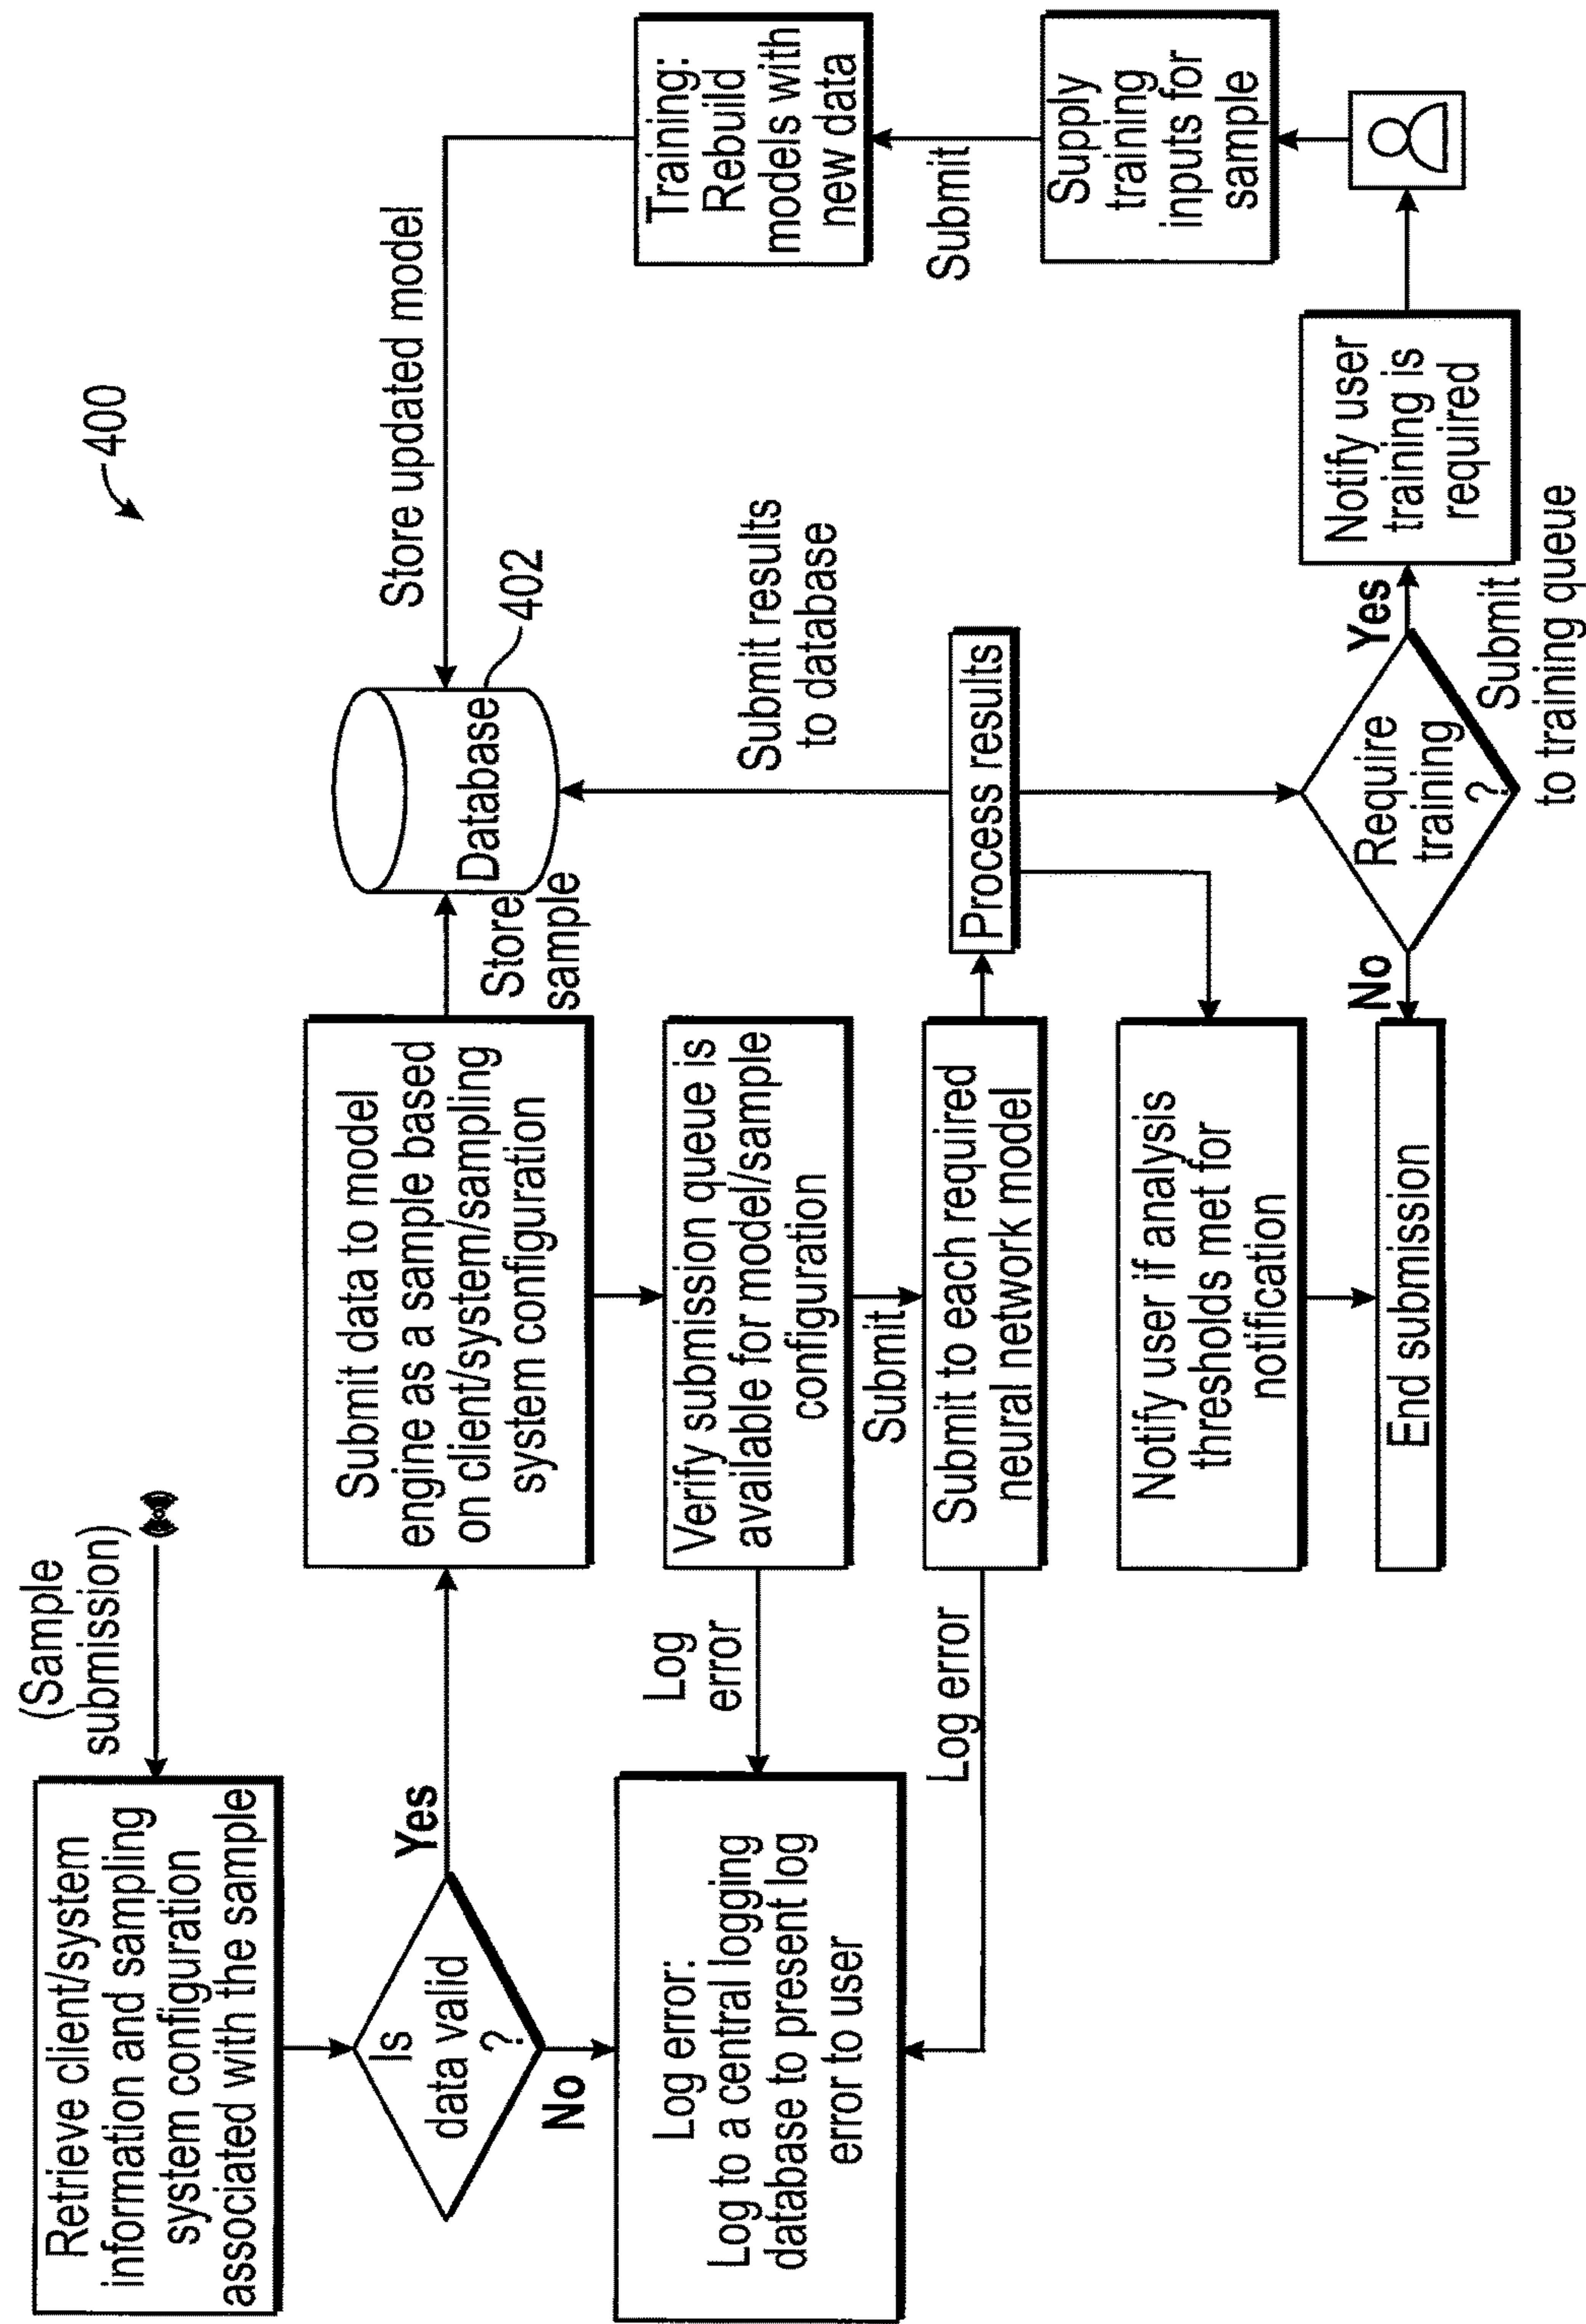 400
(Sample
submission)
Retrieve client/system
information and sampling
system configuration
associated with the sample
Is
data valid
?
Yes
No
Log error:
Log to a central logging
database to present log
error to user
Submit data to model
engine as a sample based
on client/system/sampling
system configuration
Store
sample
Database
402
Store updated model
Verify submission queue is
available for model/sample
configuration
Log
error
Submit
Submit to each required
neural network model
Log error
Process results
Submit results
to database
Notify user if analysis
thresholds met for
notification
End submission
Require
training
?
No
Yes
Submit
to training queue
Notify user
training is
required
Supply
training
inputs for
sample
Submit
Training:
Rebuild
models with
new data